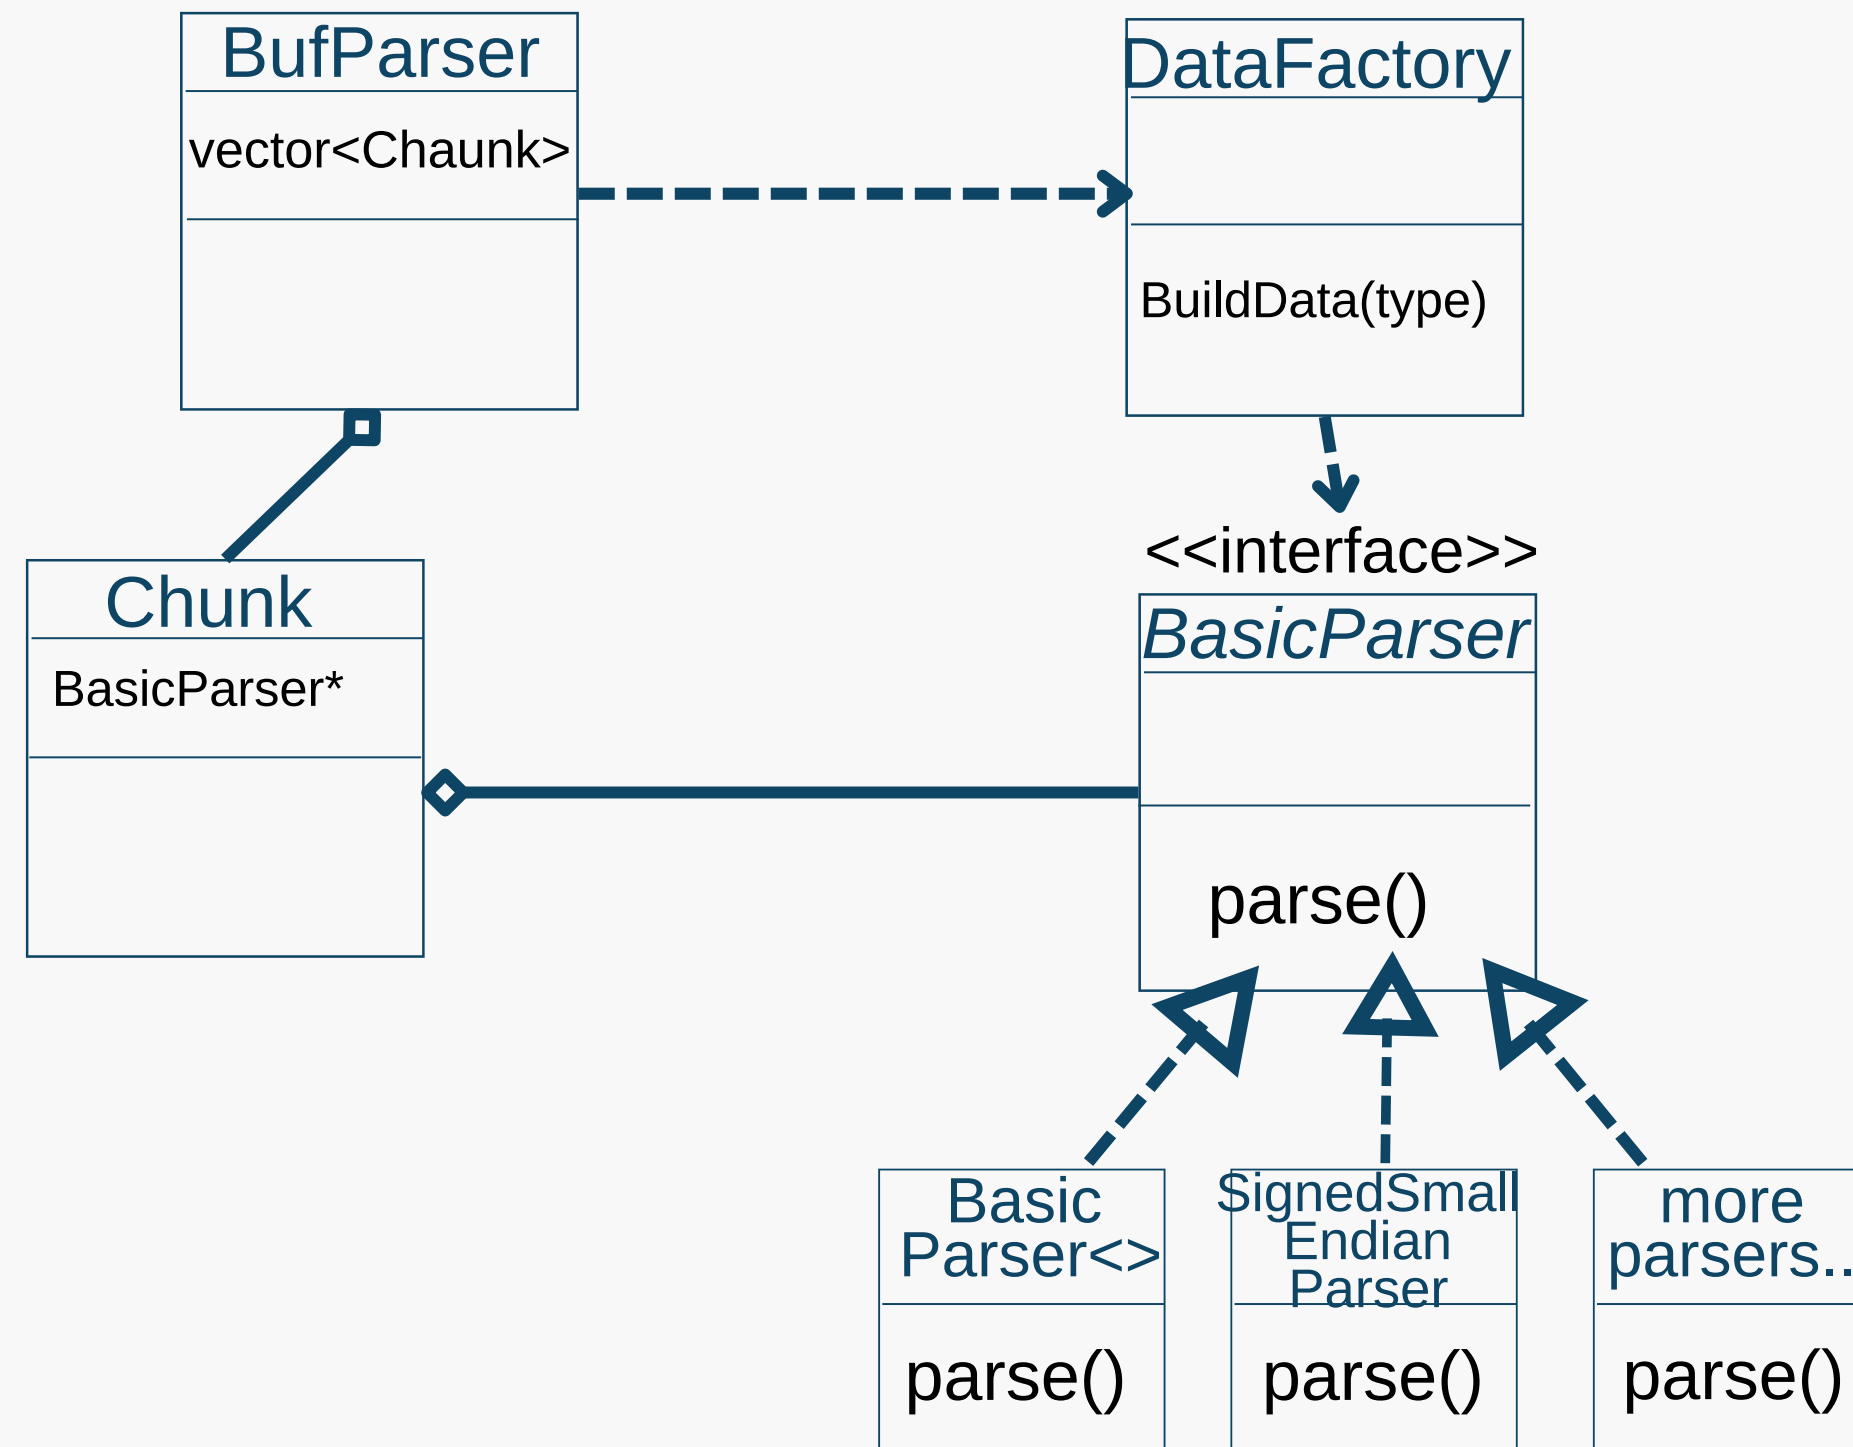 BufParser
vector<Chaunk>
DataFactory
BuildData(type)
Chunk
BasicParser*
<<interface>>
BasicParser
parse()
Basic
Parser<>
parse()
SignedSmall
Endian
Parser
parse()
more
parsers..
parse()